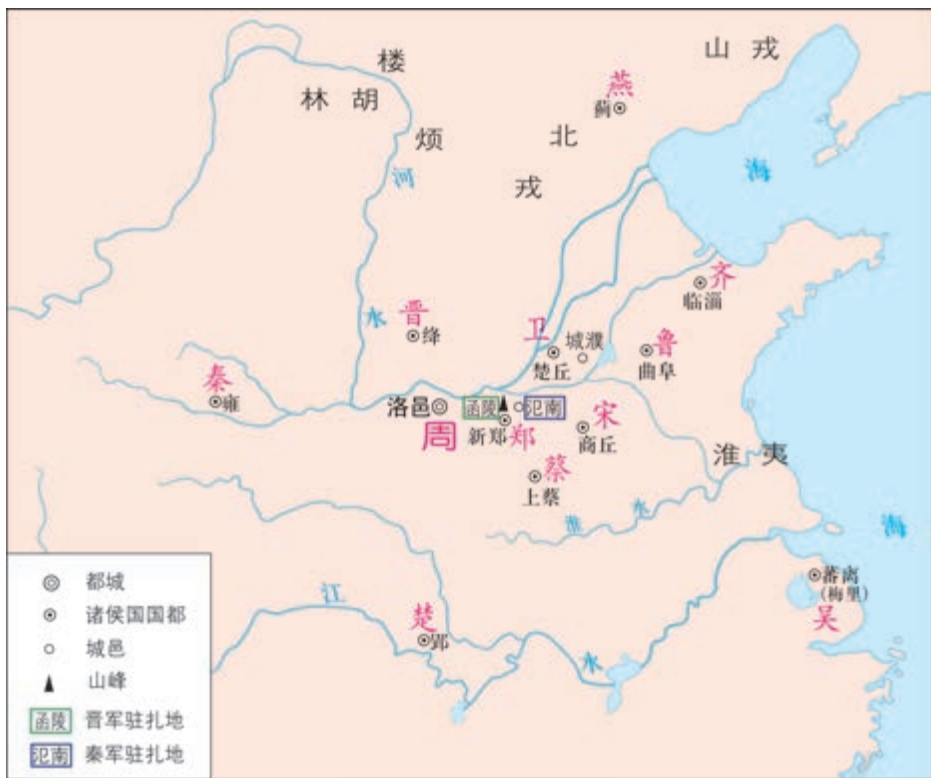 山戎
楼
林胡
烦
燕
蓟
北
戎
河
海
水
晋
绛
卫
城濮
楚丘
齐
临淄
鲁
曲阜
秦
雍
洛邑
周
函陵
氾南
新郑
郑
宋
商丘
蔡
上蔡
淮夷
淮水
海
江
楚
郢
水
蕃离
(梅里)
吴
都城
诸侯国国都
城邑
山峰
函陵 晋军驻扎地
氾南 秦军驻扎地